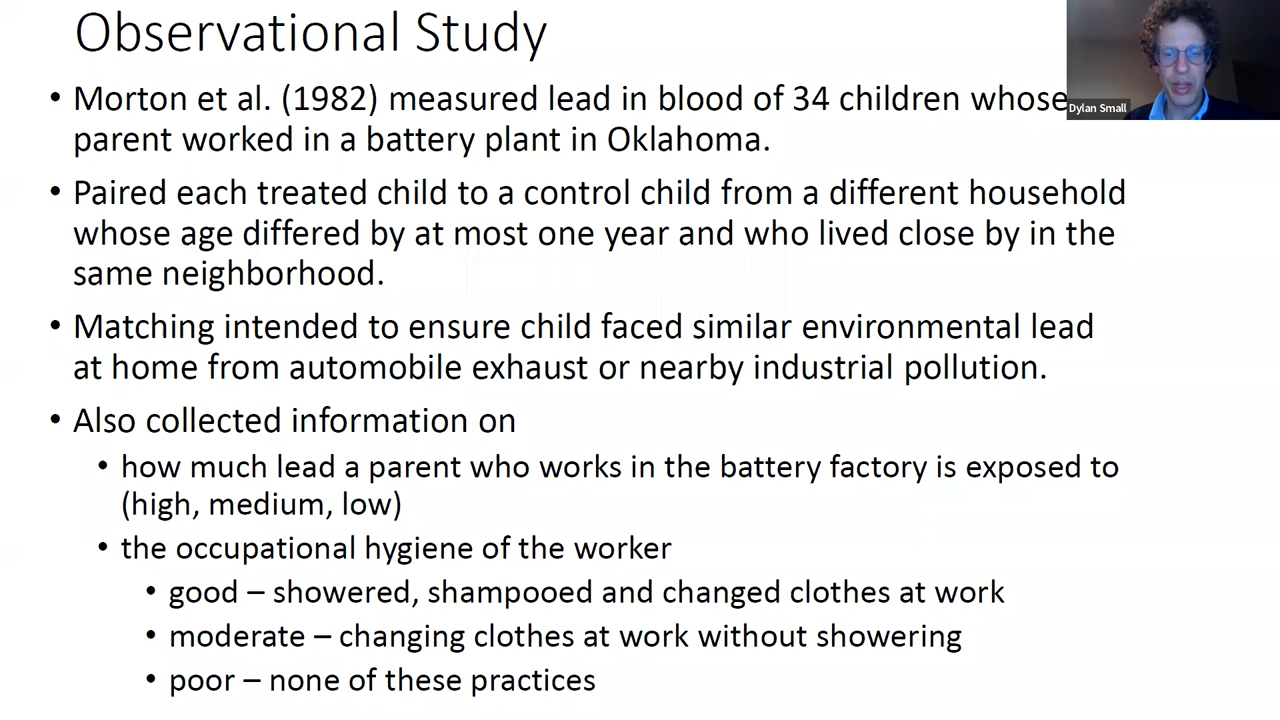 Observational Study
• Morton et al. (1982) measured lead in blood of 34 children whose
parent worked in a battery plant in Oklahoma.
• Paired each treated child to a control child from a different household
whose age differed by at most one year and who lived close by in the
same neighborhood.
• Matching intended to ensure child faced similar environmental lead
at home from automobile exhaust or nearby industrial pollution.
• Also collected information on
• how much lead a parent who works in the battery factory is exposed to
(high, medium, low)
• the occupational hygiene of the worker
• good – showered, shampooed and changed clothes at work
• moderate – changing clothes at work without showering
• poor – none of these practices
Dylan Small